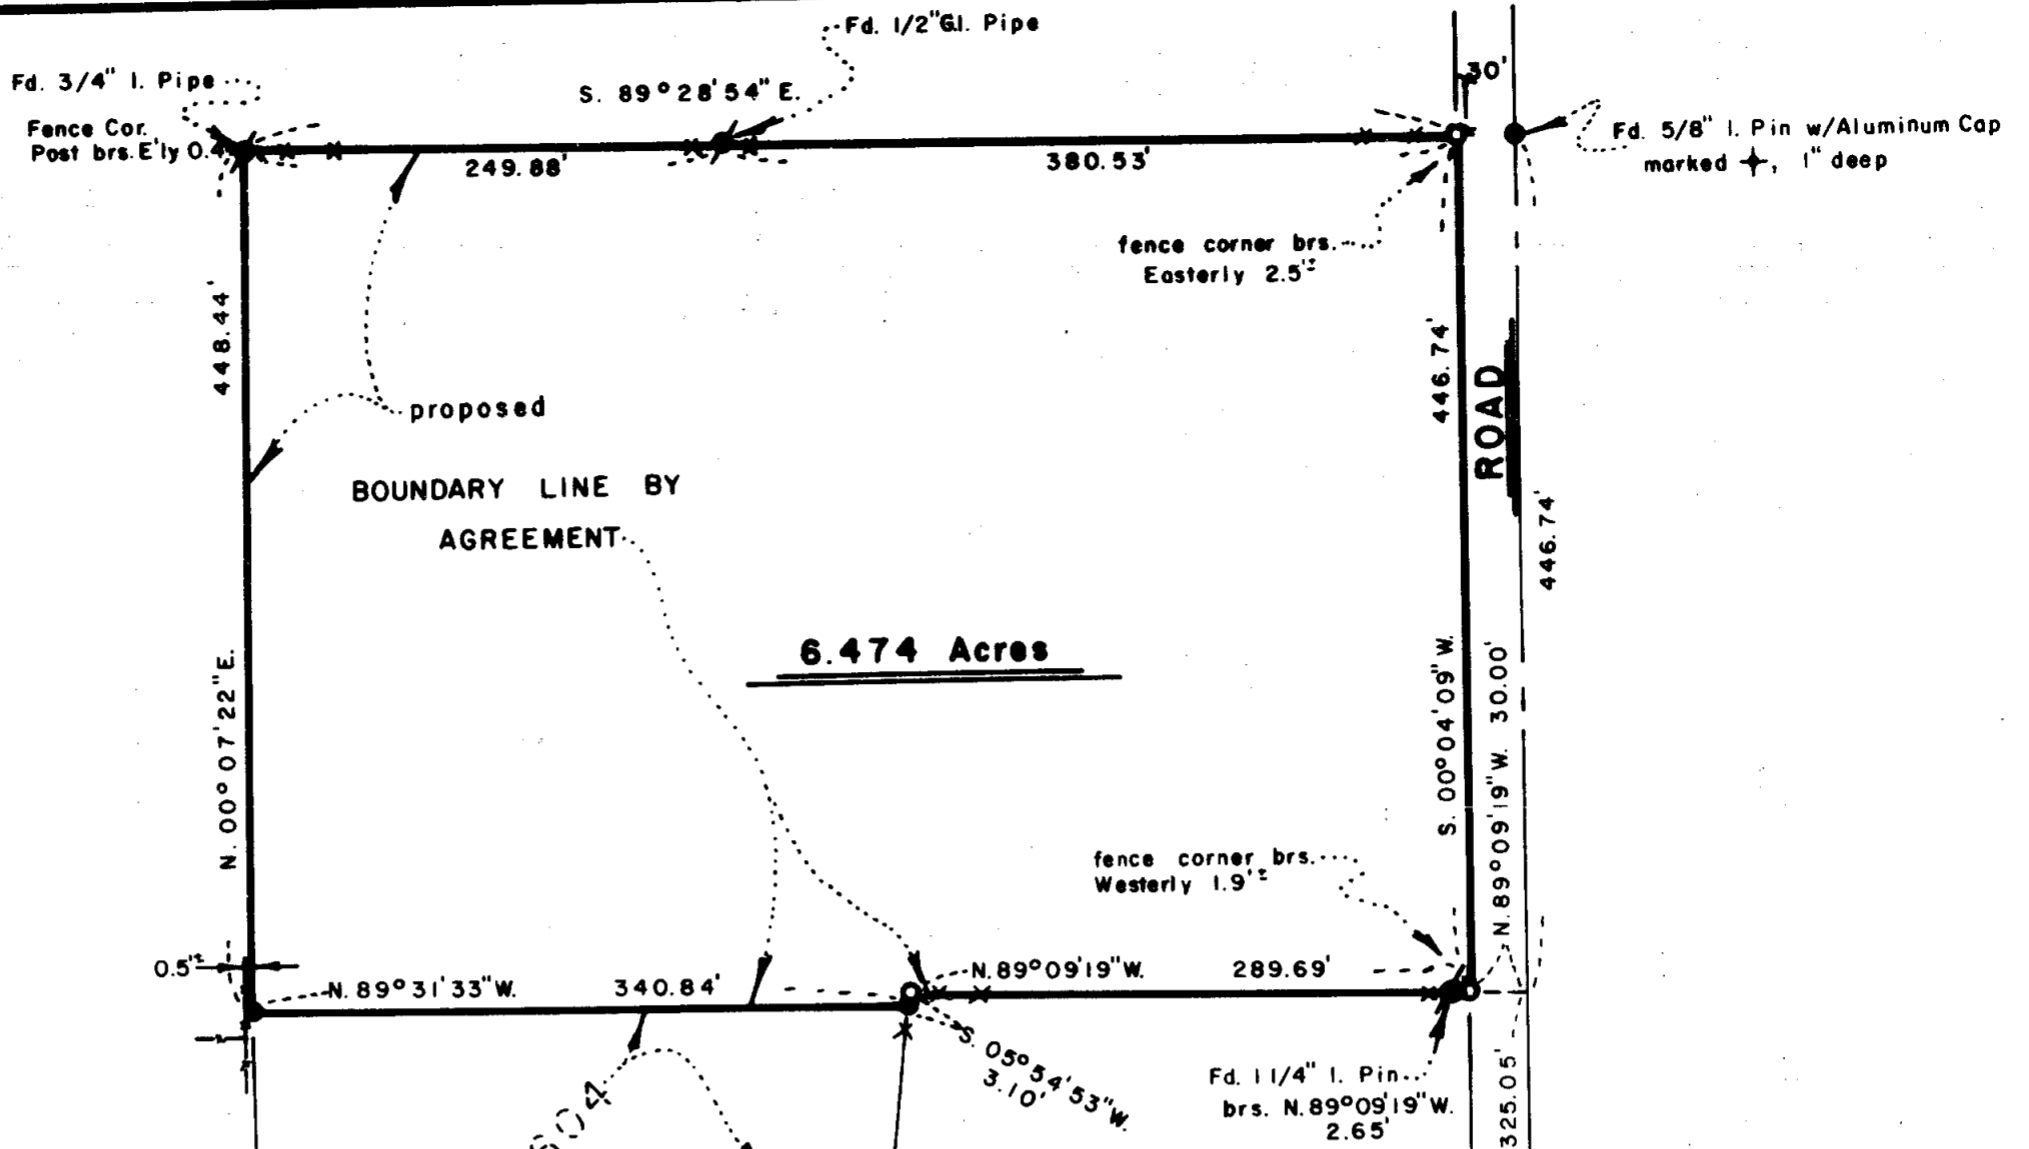 Fd. 1/2" G.I. Pipe
30'
Fd. 3/4" I. Pipe
S. 89°28'54" E.
Fence Cor.
Post brs. E'ly 0.4
249.88'
380.53'
Fd. 5/8" I. Pin w/Aluminum Cap
marked , 1" deep
fence corner brs.
Easterly 2.5'±
448.44'
446.74'
ROAD
proposed
BOUNDARY LINE BY
AGREEMENT
446.74'
6.474 Acres
N. 00°07'22" E.
S. 00°04'09" W.
N. 89°09'19" W. 30.00'
fence corner brs.
Westerly 1.9'±
0.5'±
N. 89°31'33" W. 340.84'
N. 89°09'19" W. 289.69'
S. 05°54'53" W.
3.10'
Fd. 1 1/4" I. Pin
brs. N. 89°09'19" W.
2.65'
325.05'
604